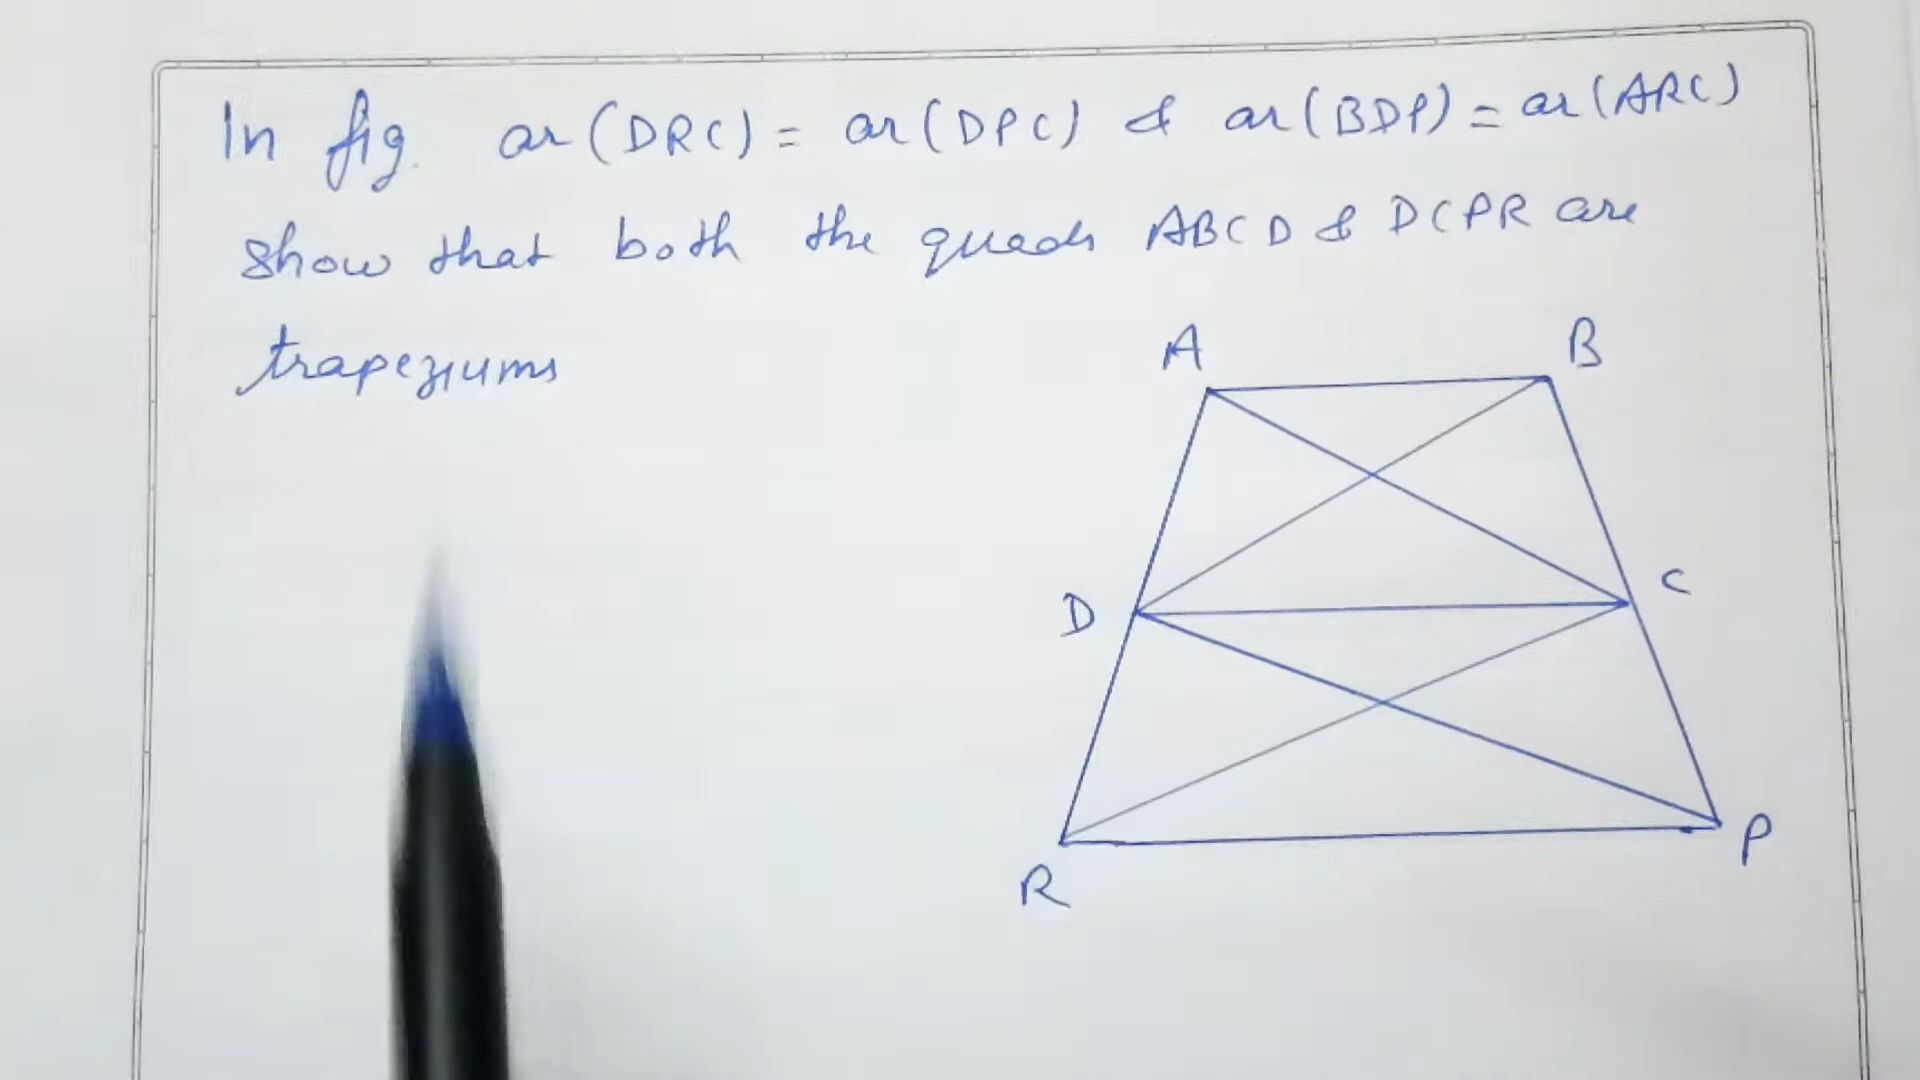 In fig. ar(DRC) = ar(DPC) & ar(BDP) = ar(ARC)
show that both the quads ABCD & DCPR are
trapeziums
A
B
D
C
R
P